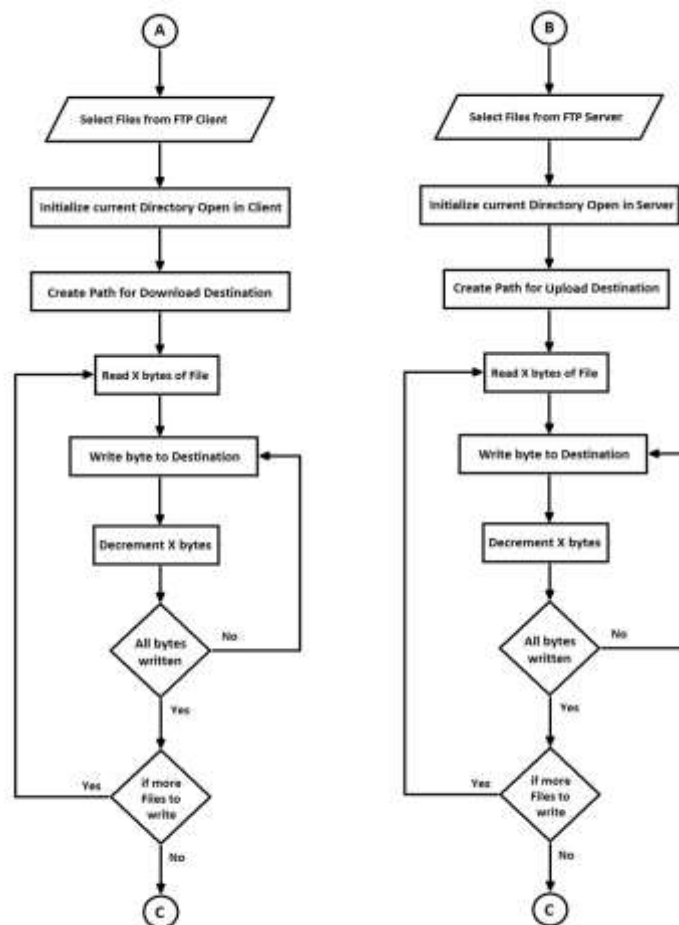 A
Select Files from FTP Client
Initialize current Directory Open in Client
Create Path for Download Destination
Read X bytes of File
Write byte to Destination
Decrement X bytes
All bytes
written
No
Yes
if more
Files to
write
Yes
No
C
B
Select Files from FTP Server
Initialize current Directory Open in Server
Create Path for Upload Destination
Read X bytes of File
Write byte to Destination
Decrement X bytes
All bytes
written
No
Yes
if more
Files to
write
Yes
No
C